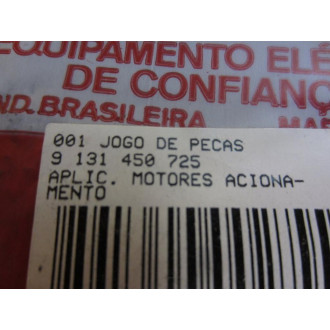 EQUIPAMENTO ELÉ
DE CONFIANÇ
IND. BRASILEIRA
001 JOGO DE PECAS
9 131 450 725
APLIC. MOTORES ACIONA-
MENTO